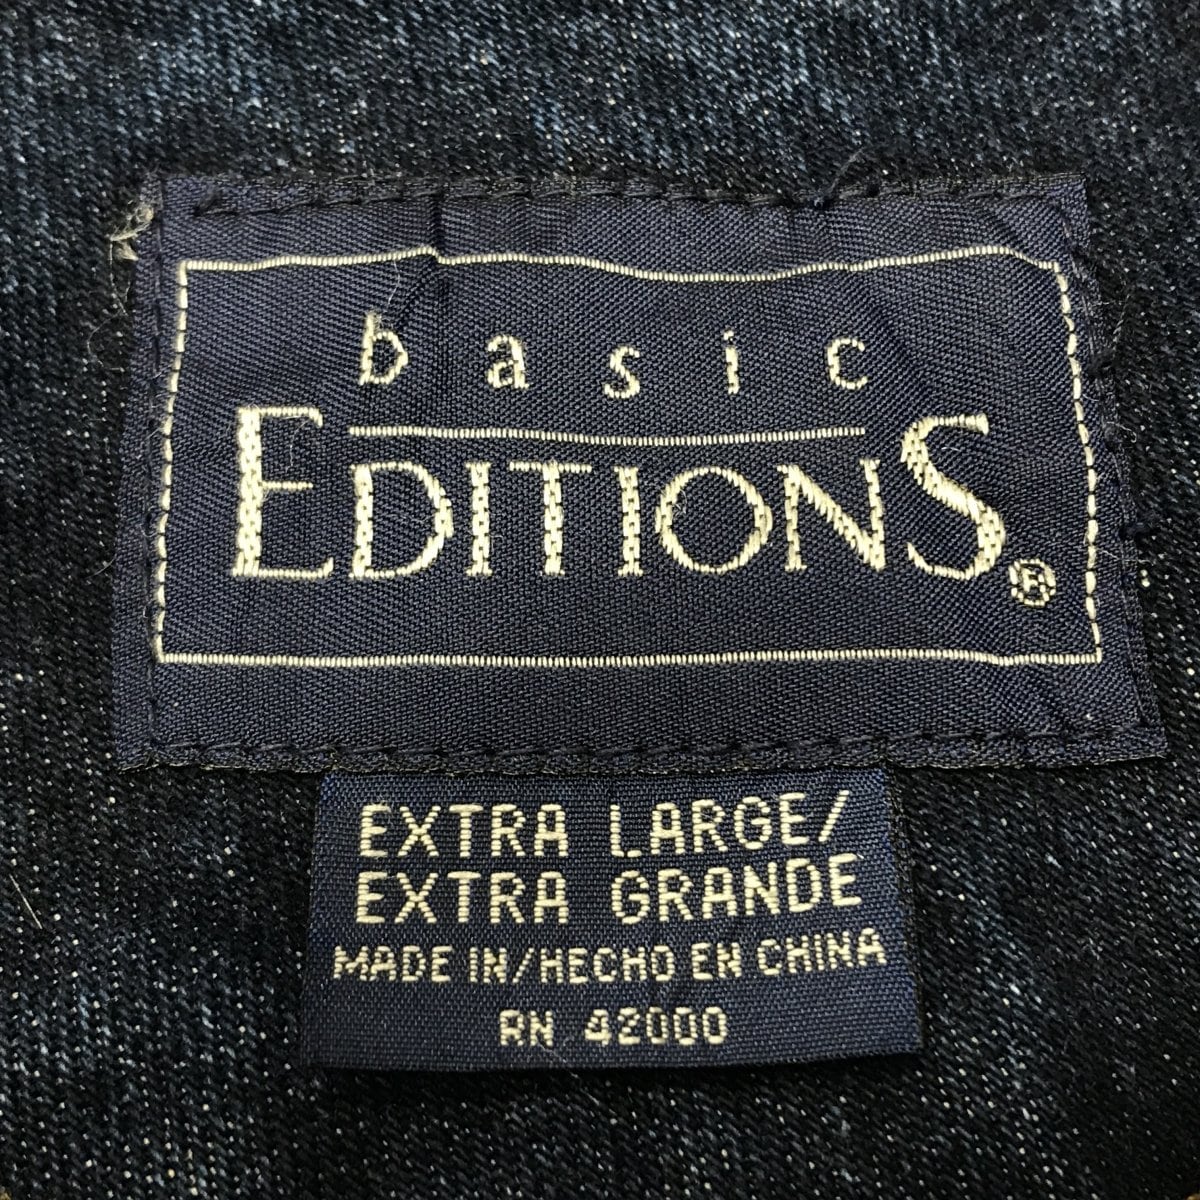 basic
EDITIONS®
EXTRA LARGE/
EXTRA GRANDE
MADE IN/HECHO EN CHINA
RN 42000